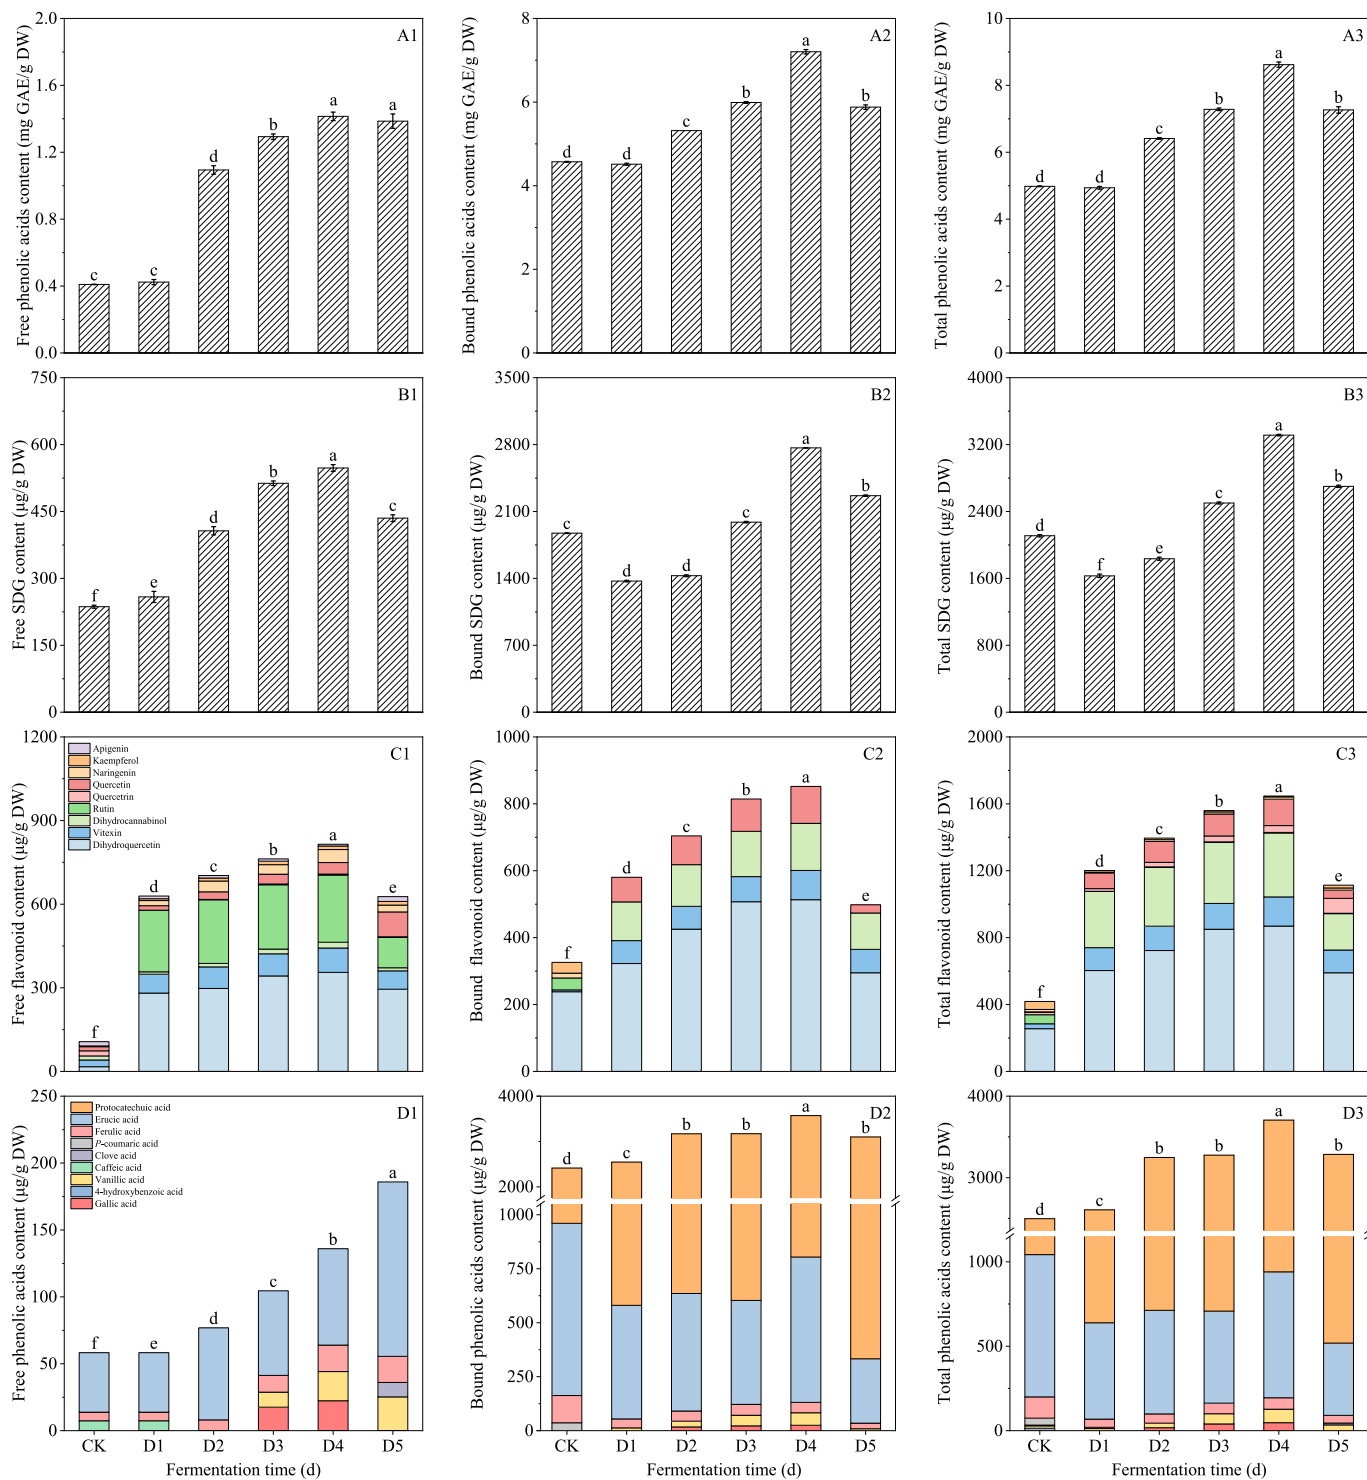 A1
Free phenolic acids content (mg GAE/g DW)
2.0
1.6
1.2
0.8
0.4
0.0
c
c
d
b
a
a
A2
Bound phenolic acids content (mg GAE/g DW)
8
6
4
2
0
d
d
c
b
a
b
A3
Total phenolic acids content (mg GAE/g DW)
10
8
6
4
2
0
d
d
c
b
a
b
B1
Free SDG content (μg/g DW)
750
600
450
300
150
0
f
e
d
b
a
c
B2
Bound SDG content (μg/g DW)
3500
2800
2100
1400
700
0
c
d
d
c
a
b
B3
Total SDG content (μg/g DW)
4000
3200
2400
1600
800
0
d
f
e
c
a
b
C1
Free flavonoid content (μg/g DW)
1200
900
600
300
0
Apigenin
Kaempferol
Naringenin
Quercetin
Quercetrin
Rutin
Dihydrocannabinol
Vitexin
Dihydroquercetin
f
d
c
b
a
e
C2
Bound flavonoid content (μg/g DW)
1000
800
600
400
200
0
f
d
c
b
a
e
C3
Total flavonoid content (μg/g DW)
2000
1600
1200
800
400
0
f
d
c
b
a
e
D1
Free phenolic acids content (μg/g DW)
250
200
150
100
50
0
Protocatechuic acid
Erucic acid
Ferulic acid
P-coumaric acid
Clove acid
Caffeic acid
Vanillic acid
4-hydroxybenzoic acid
Gallic acid
f
e
d
c
b
a
CK D1 D2 D3 D4 D5
Fermentation time (d)
D2
Bound phenolic acids content (μg/g DW)
4000
2000
1000
750
500
250
0
d
c
b
b
a
b
CK D1 D2 D3 D4 D5
Fermentation time (d)
D3
Total phenolic acids content (μg/g DW)
4000
3000
1000
500
0
d
c
b
b
a
b
CK D1 D2 D3 D4 D5
Fermentation time (d)